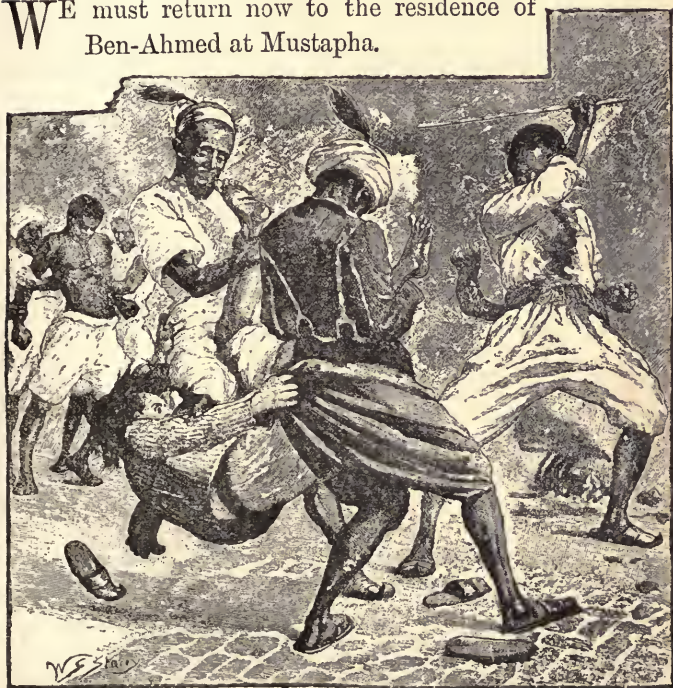 WE must return now to the residence of
Ben-Ahmed at Mustapha.